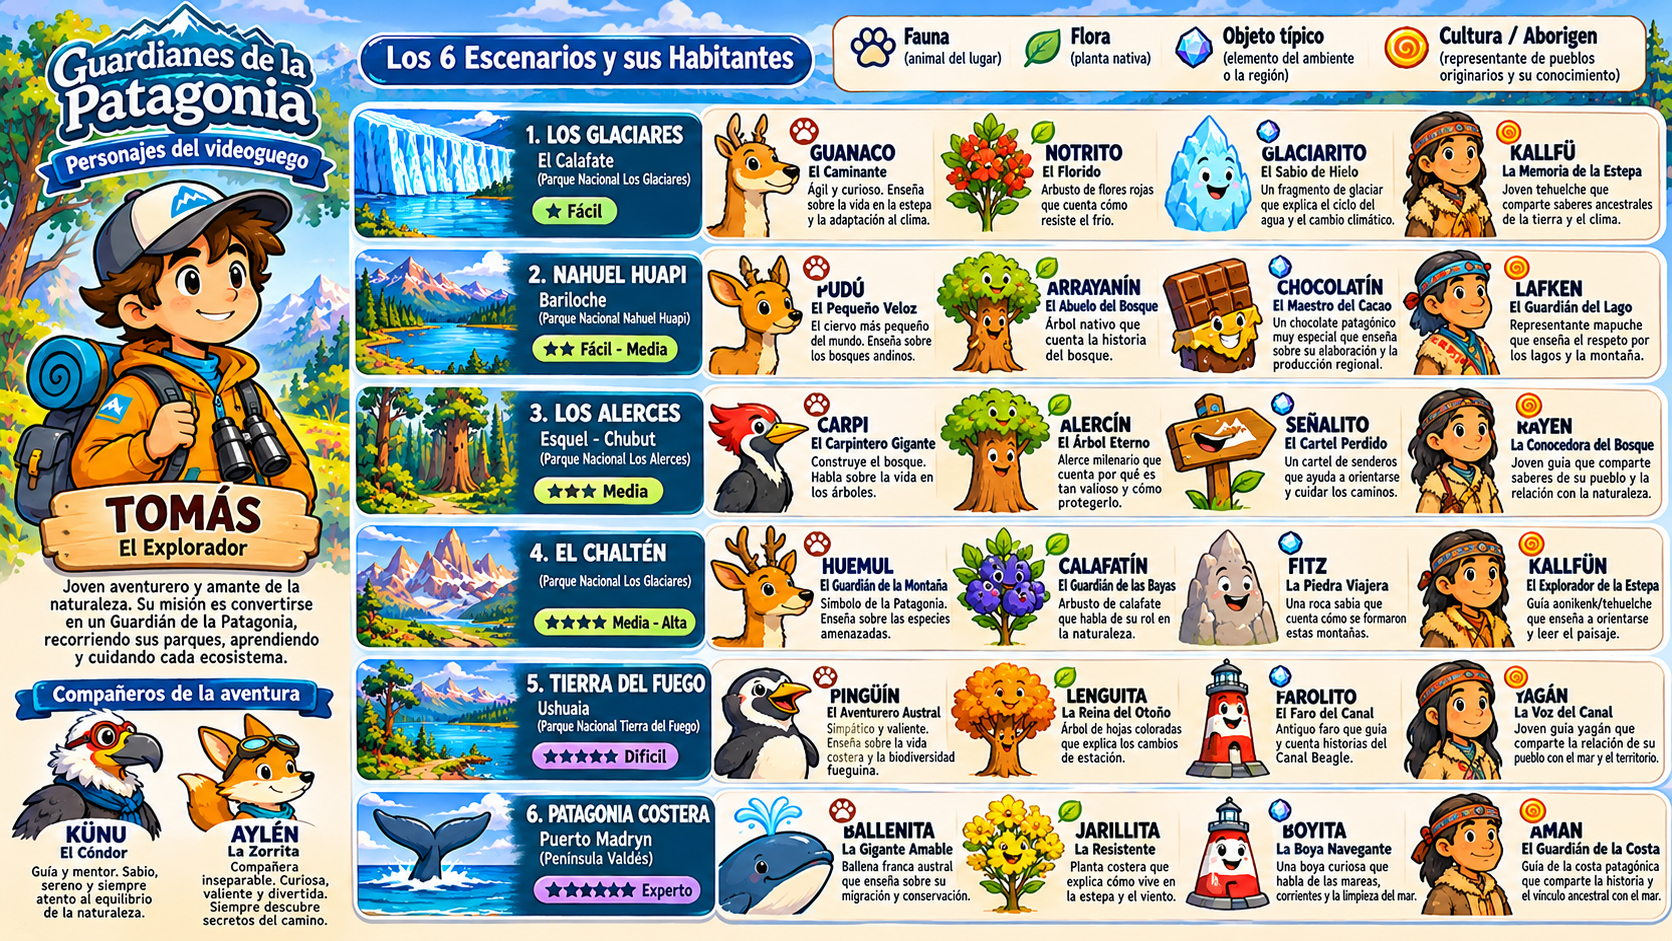 Guardianes de la
Patagonia
Personajes del videoguego
TOMÁS
El Explorador
Joven aventurero y amante de la
naturaleza. Su misión es convertirse
en un Guardián de la Patagonia,
recorriendo sus parques, aprendiendo
y cuidando cada ecosistema.
Compañeros de la aventura
KÜNU
El Cóndor
Guía y mentor. Sabio,
sereno y siempre
atento al equilibrio
de la naturaleza.
AYLÉN
La Zorrita
Compañera
inseparable. Curiosa,
valiente y divertida.
Siempre descubre
secretos del camino.
Los 6 Escenarios y sus Habitantes
Fauna
(animal del lugar)
Flora
(planta nativa)
Objeto típico
(elemento del ambiente
o la región)
Cultura / Aborigen
(representante de pueblos
originarios y su conocimiento)
1. LOS GLACIARES
El Calafate
(Parque Nacional Los Glaciares)
Fácil
GUANACO
El Caminante
Ágil y curioso. Enseña
sobre la vida en la estepa
y la adaptación al clima.
NOTRITO
El Florido
Arbusto de flores rojas
que cuenta cómo
resiste el frío.
GLACIARITO
El Sabio de Hielo
Un fragmento de glaciar
que explica el ciclo del
agua y el cambio climático.
KALLFÜ
La Memoria de la Estepa
Joven tehuelche que
comparte saberes ancestrales
de la tierra y el clima.
2. NAHUEL HUAPI
Bariloche
(Parque Nacional Nahuel Huapi)
Fácil - Media
PUDÚ
El Pequeño Veloz
El ciervo más pequeño
del mundo. Enseña sobre
los bosques andinos.
ARRAYANÍN
El Abuelo del Bosque
Árbol nativo que
cuenta la historia
del bosque.
CHOCOLATÍN
El Maestro del Cacao
Un chocolate patagónico
muy especial que enseña
sobre su elaboración y la
producción regional.
LAFKEN
El Guardián del Lago
Representante mapuche
que enseña el respeto por
los lagos y la montaña.
3. LOS ALERCES
Esquel - Chubut
(Parque Nacional Los Alerces)
Media
CARPI
El Carpintero Gigante
Construye el bosque.
Habla sobre la vida en
los árboles.
ALERCÍN
El Árbol Eterno
Alerce milenario que
cuenta por qué es
tan valioso y cómo
protegerlo.
SEÑALITO
El Cartel Perdido
Un cartel de senderos
que ayuda a orientarse
y cuidar los caminos.
RAYEN
La Conocedora del Bosque
Joven guía que comparte
saberes de su pueblo y la
relación con la naturaleza.
4. EL CHALTÉN
(Parque Nacional Los Glaciares)
Media - Alta
HUEMUL
El Guardián de la Montaña
Símbolo de la Patagonia.
Enseña sobre las especies
amenazadas.
CALAFATÍN
El Guardián de las Bayas
Arbusto de calafate
que habla de su rol en
la naturaleza.
FITZ
La Piedra Viajera
Una roca sabia que
cuenta cómo se formaron
estas montañas.
KALLFÜN
El Explorador de la Estepa
Guía aonikenk/tehuelche
que enseña a orientarse
y leer el paisaje.
5. TIERRA DEL FUEGO
Ushuaia
(Parque Nacional Tierra del Fuego)
Difícil
PINGÜÍN
El Aventurero Austral
Simpático y valiente.
Enseña sobre la vida
costera y la biodiversidad
fueguina.
LENGUITA
La Reina del Otoño
Árbol de hojas coloradas
que explica los cambios
de estación.
FAROLITO
El Faro del Canal
Antiguo faro que guía
y cuenta historias del
Canal Beagle.
YAGÁN
La Voz del Canal
Joven guía yagán que
comparte la relación de su
pueblo con el mar y el territorio.
6. PATAGONIA COSTERA
Puerto Madryn
(Península Valdés)
Experto
BALLENITA
La Gigante Amable
Ballena franca austral
que enseña sobre su
migración y conservación.
JARILLITA
La Resistente
Planta costera que
explica cómo vive en
la estepa y el viento.
BOYITA
La Boya Navegante
Una boya curiosa que
habla de las mareas,
corrientes y la limpieza del mar.
AMAN
El Guardián de la Costa
Guía de la costa patagónica
que comparte la historia y
el vínculo ancestral con el mar.